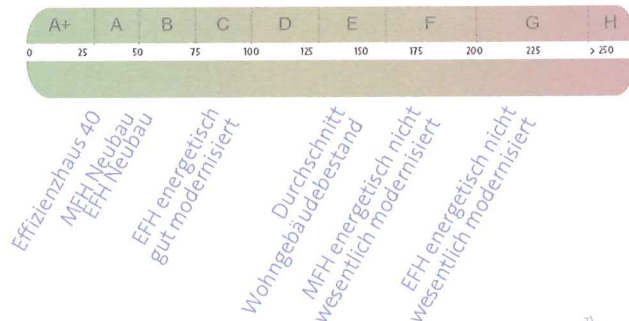 A+ A B C D E F G H
0 25 50 75 100 125 150 175 200 225 > 250
Effizienzhaus 40
MFH Neubau
EFH Neubau
EFH energetisch
gut modernisiert
Durchschnitt
Wohngebäudebestand
MFH energetisch nicht
wesentlich modernisiert
EFH energetisch nicht
wesentlich modernisiert